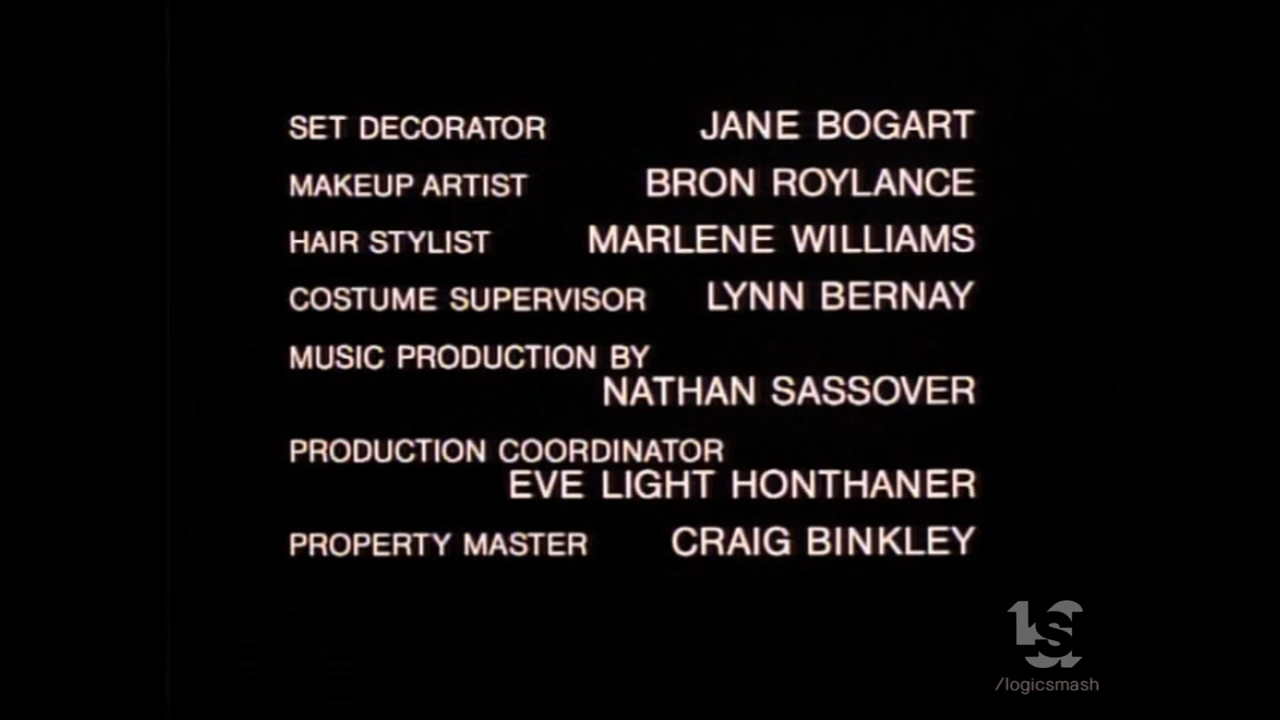 SET DECORATOR JANE BOGART
MAKEUP ARTIST BRON ROYLANCE
HAIR STYLIST MARLENE WILLIAMS
COSTUME SUPERVISOR LYNN BERNAY
MUSIC PRODUCTION BY
NATHAN SASSOVER
PRODUCTION COORDINATOR
EVE LIGHT HONTHANER
PROPERTY MASTER CRAIG BINKLEY
LS
/logicsmash